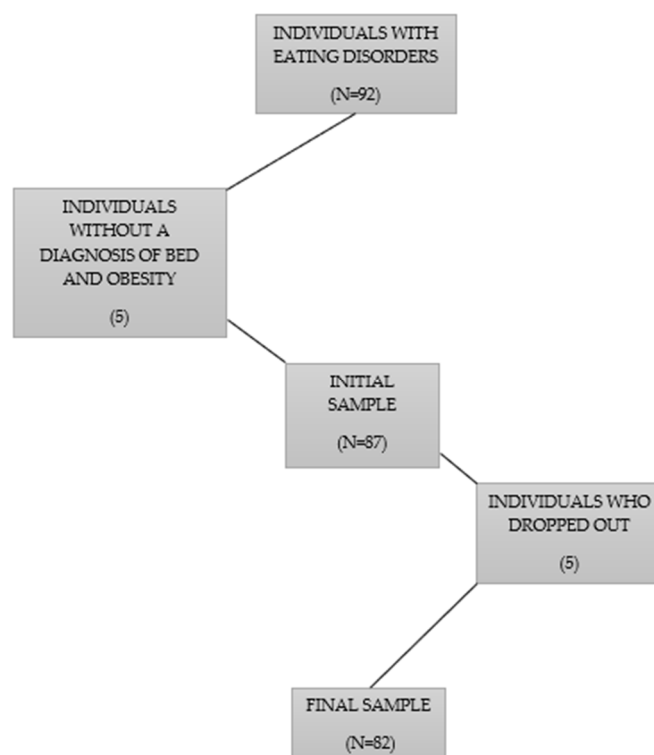 INDIVIDUALS WITH
EATING DISORDERS
(N=92)
INDIVIDUALS
WITHOUT A
DIAGNOSIS OF BED
AND OBESITY
(5)
INITIAL
SAMPLE
(N=87)
INDIVIDUALS WHO
DROPPED OUT
(5)
FINAL SAMPLE
(N=82)